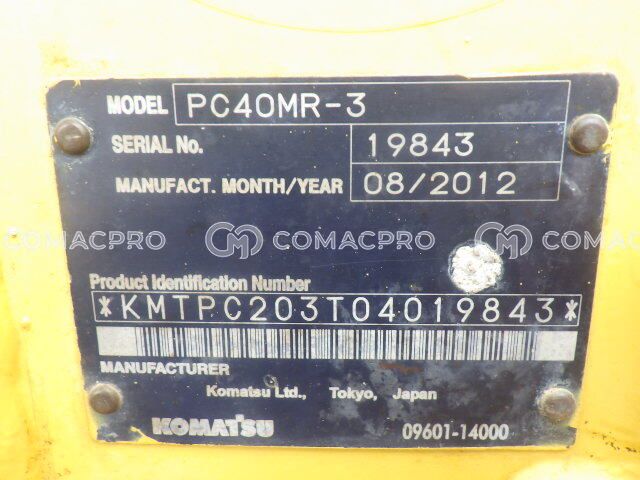 MODEL PC40MR-3
SERIAL No. 19843
MANUFACT. MONTH/YEAR 08/2012
COMACPRO COMACPRO COMACPRO
Product Identification Number
*KMTPC203T04019843*
MANUFACTURER
Komatsu Ltd., Tokyo, Japan
KOMATSU 09601-14000